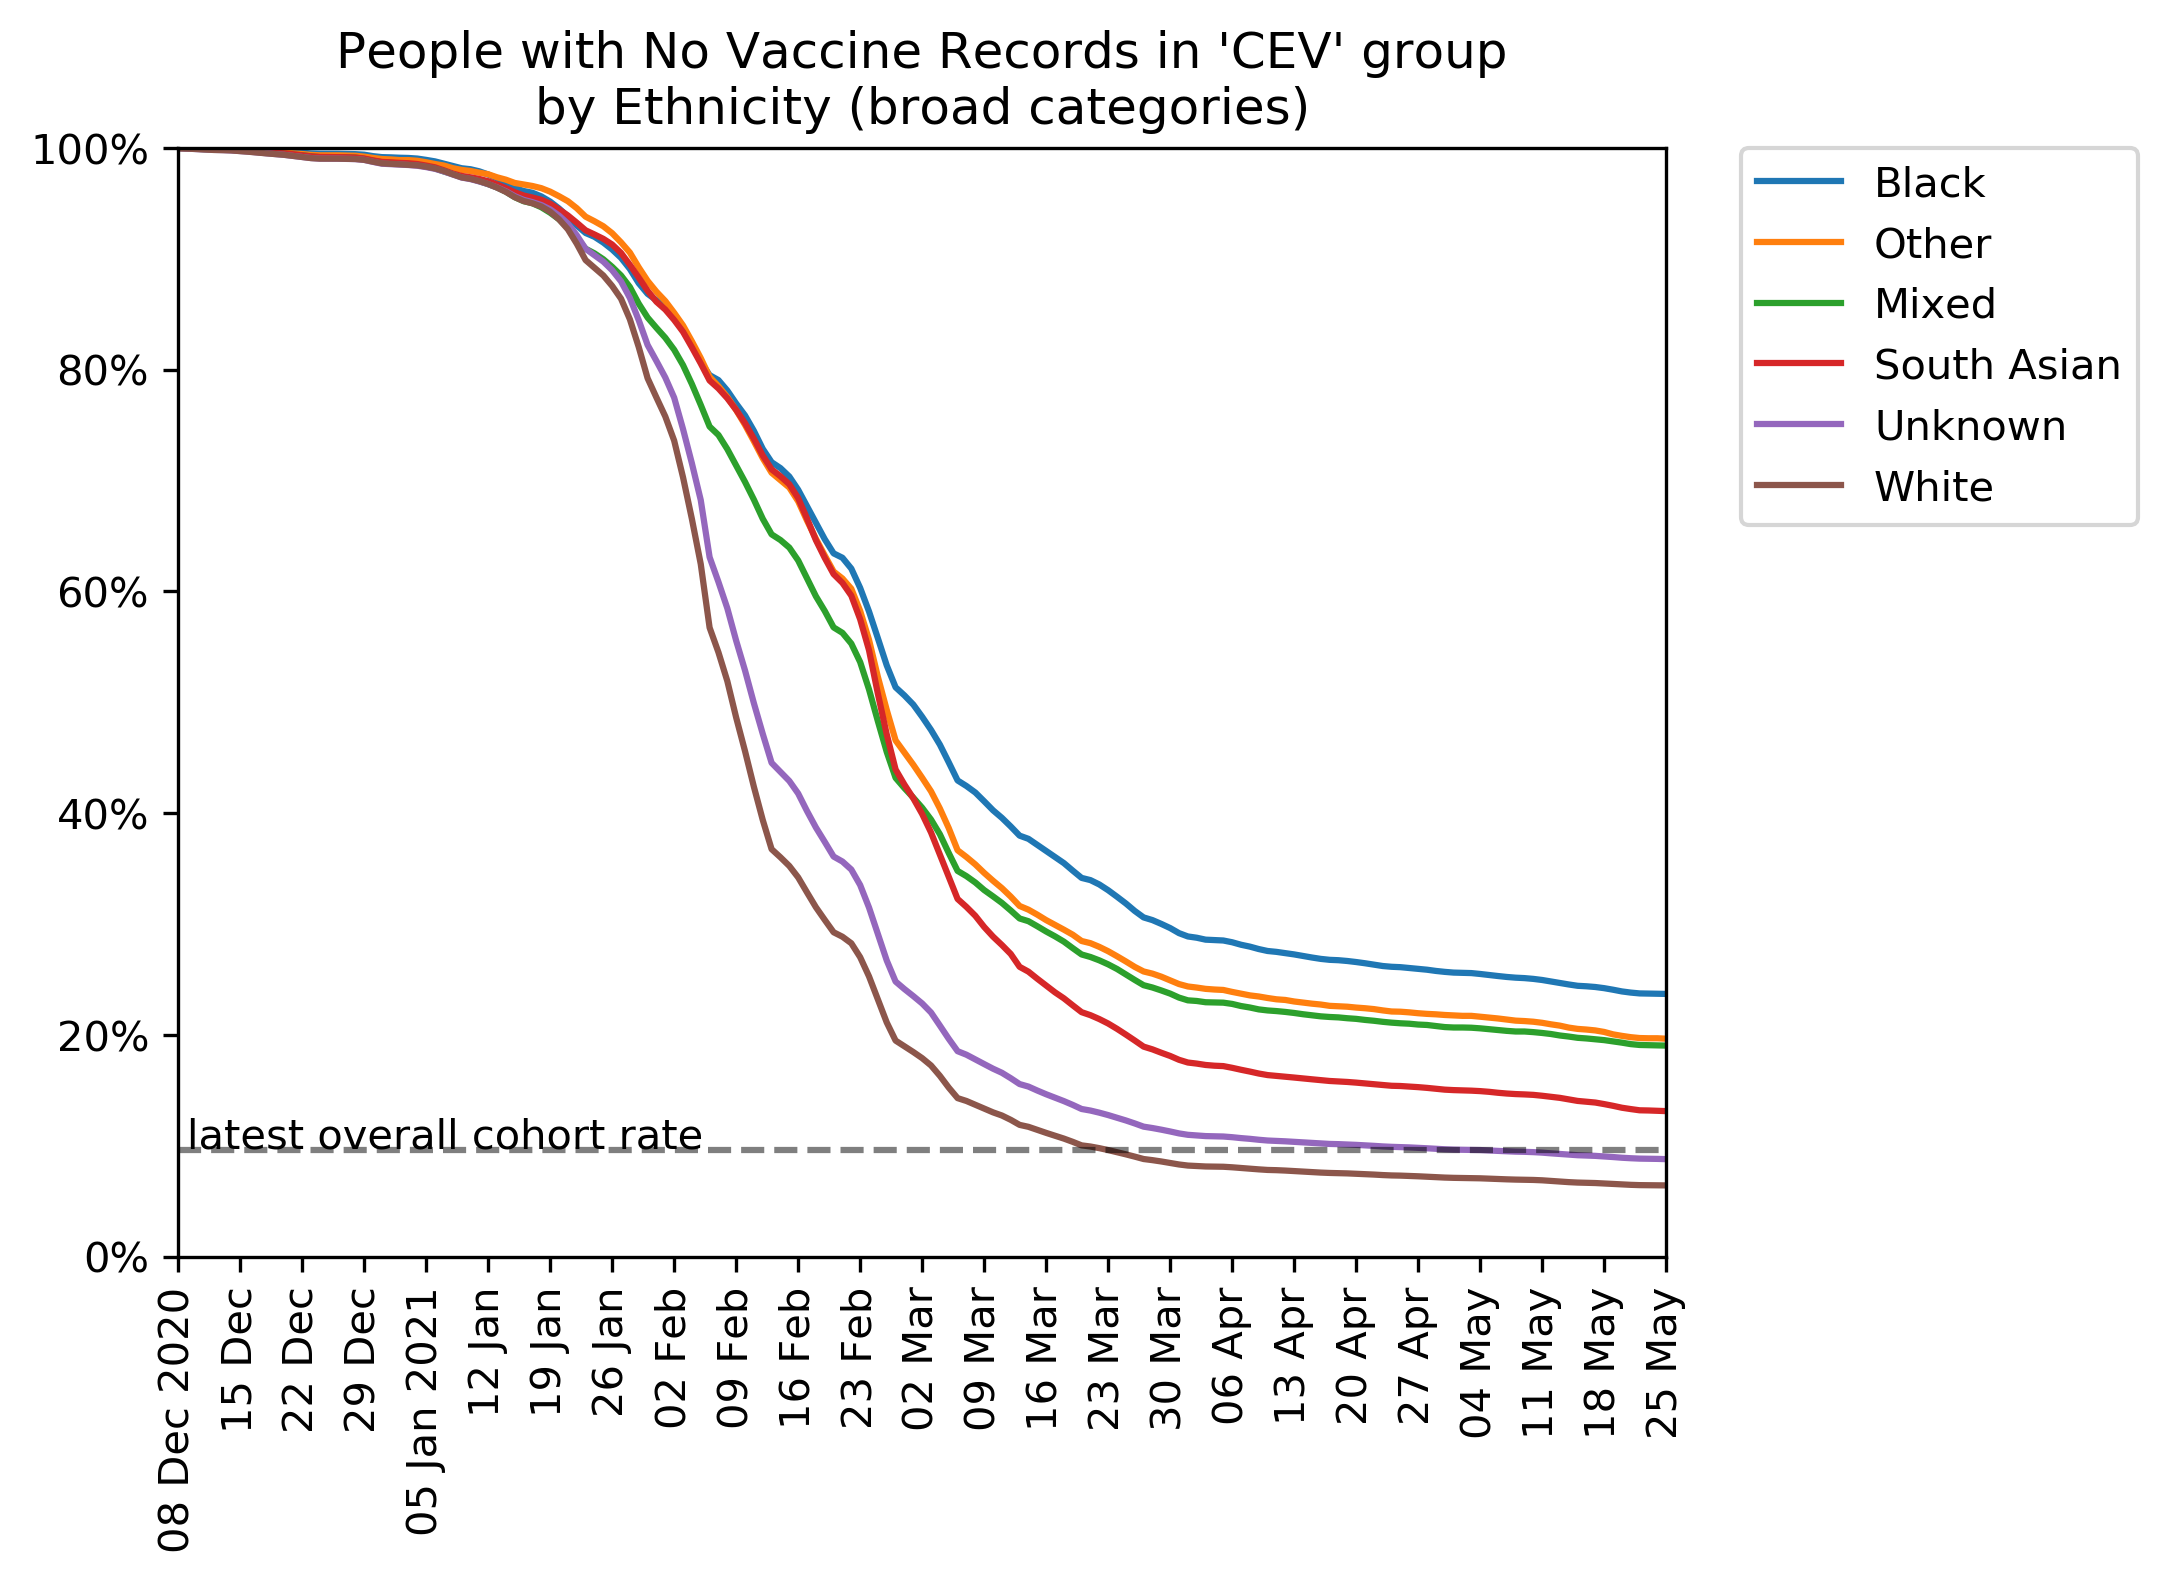 People with No Vaccine Records in 'CEV' group
by Ethnicity (broad categories)
100%
80%
60%
40%
20%
0%
latest overall cohort rate
08 Dec 2020
15 Dec
22 Dec
29 Dec
05 Jan 2021
12 Jan
19 Jan
26 Jan
02 Feb
09 Feb
16 Feb
23 Feb
02 Mar
09 Mar
16 Mar
23 Mar
30 Mar
06 Apr
13 Apr
20 Apr
27 Apr
04 May
11 May
18 May
25 May
Black
Other
Mixed
South Asian
Unknown
White